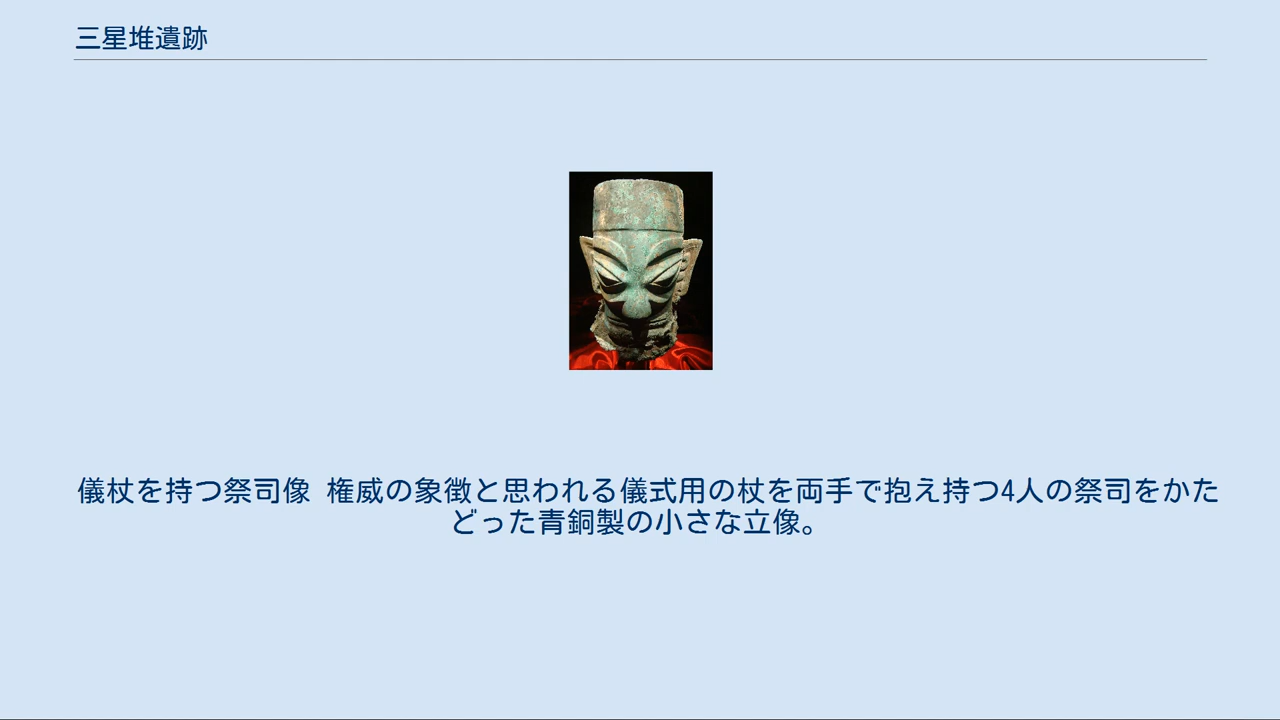 三星堆遺跡
儀杖を持つ祭司像 権威の象徴と思われる儀式用の杖を両手で抱え持つ4人の祭司をかた
どった青銅製の小さな立像。